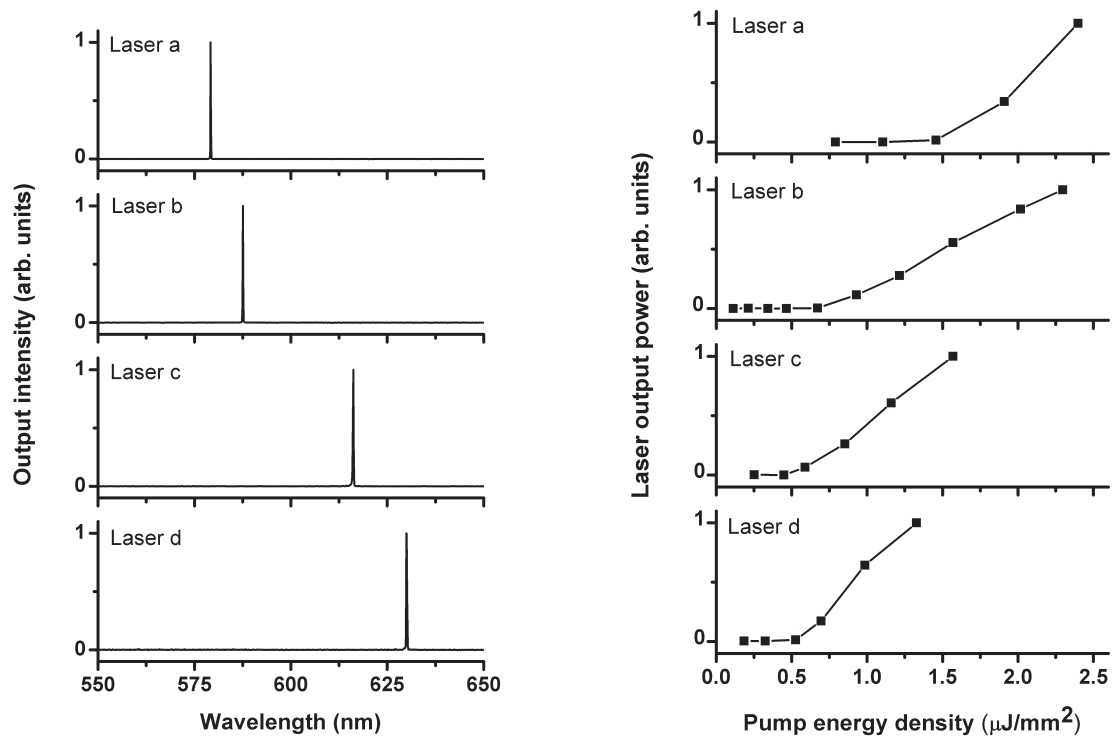 Laser a
1
0
Laser b
1
0
Laser c
1
0
Laser d
1
0
550 575 600 625 650
Wavelength (nm)
Output intensity (arb. units)
Laser a
1
0
Laser b
1
0
Laser c
1
0
Laser d
1
0
0.0 0.5 1.0 1.5 2.0 2.5
Pump energy density (μJ/mm²)
Laser output power (arb. units)